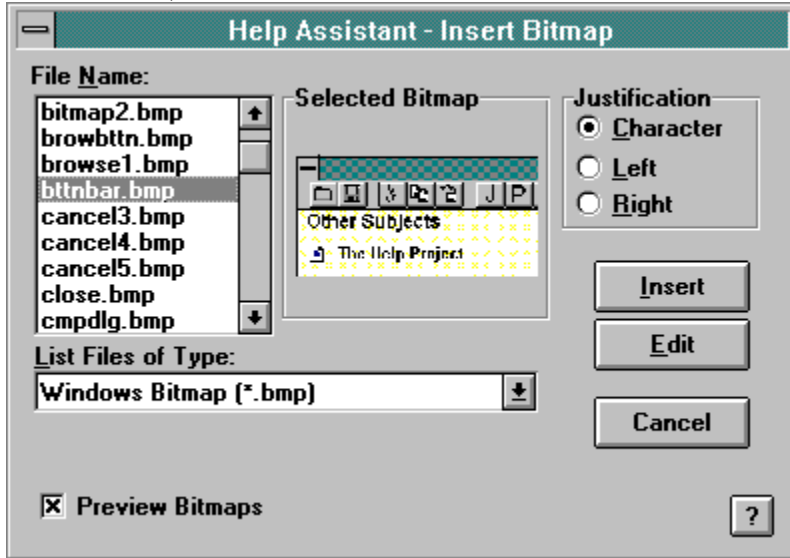 Help Assistant - Insert Bitmap
File Name:
bitmap2.bmp
browbttn.bmp
browse1.bmp
bttnbar.bmp
cancel3.bmp
cancel4.bmp
cancel5.bmp
close.bmp
cmpdlg.bmp
Selected Bitmap
J P
Other Subjects
The Help Project
Justification
Character
Left
Right
Insert
Edit
Cancel
List Files of Type:
Windows Bitmap (*.bmp)
Preview Bitmaps
?